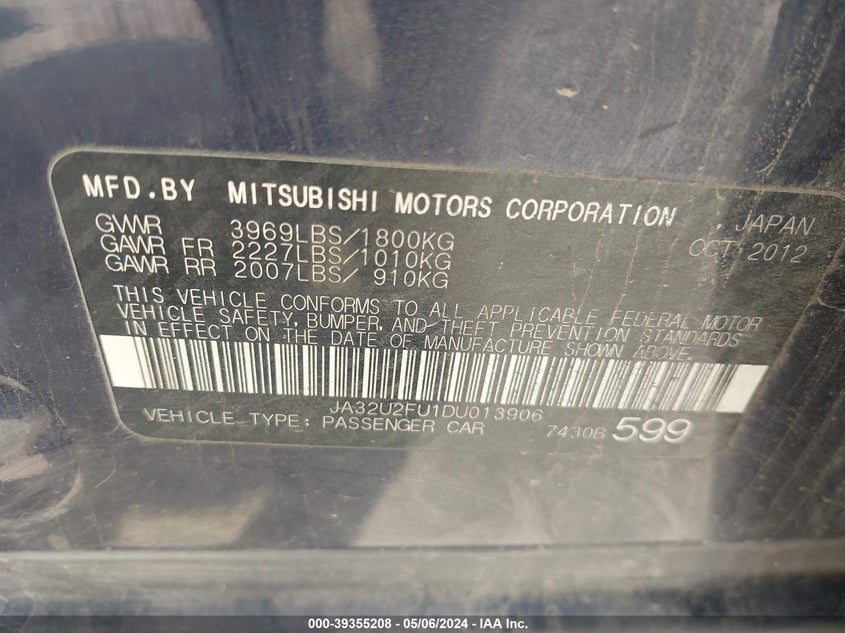 MFD.BY MITSUBISHI MOTORS CORPORATION , JAPAN
GVWR 3969LBS/1800KG OCT 2012
GAWR FR 2227LBS/1010KG
GAWR RR 2007LBS/ 910KG
THIS VEHICLE CONFORMS TO ALL APPLICABLE FEDERAL MOTOR
VEHICLE SAFETY, BUMPER, AND THEFT PREVENTION STANDARDS
IN EFFECT ON THE DATE OF MANUFACTURE SHOWN ABOVE.
JA32U2FU1DU013906
VEHICLE TYPE: PASSENGER CAR 7430B 599
000-39355208 - 05/06/2024 - IAA Inc.